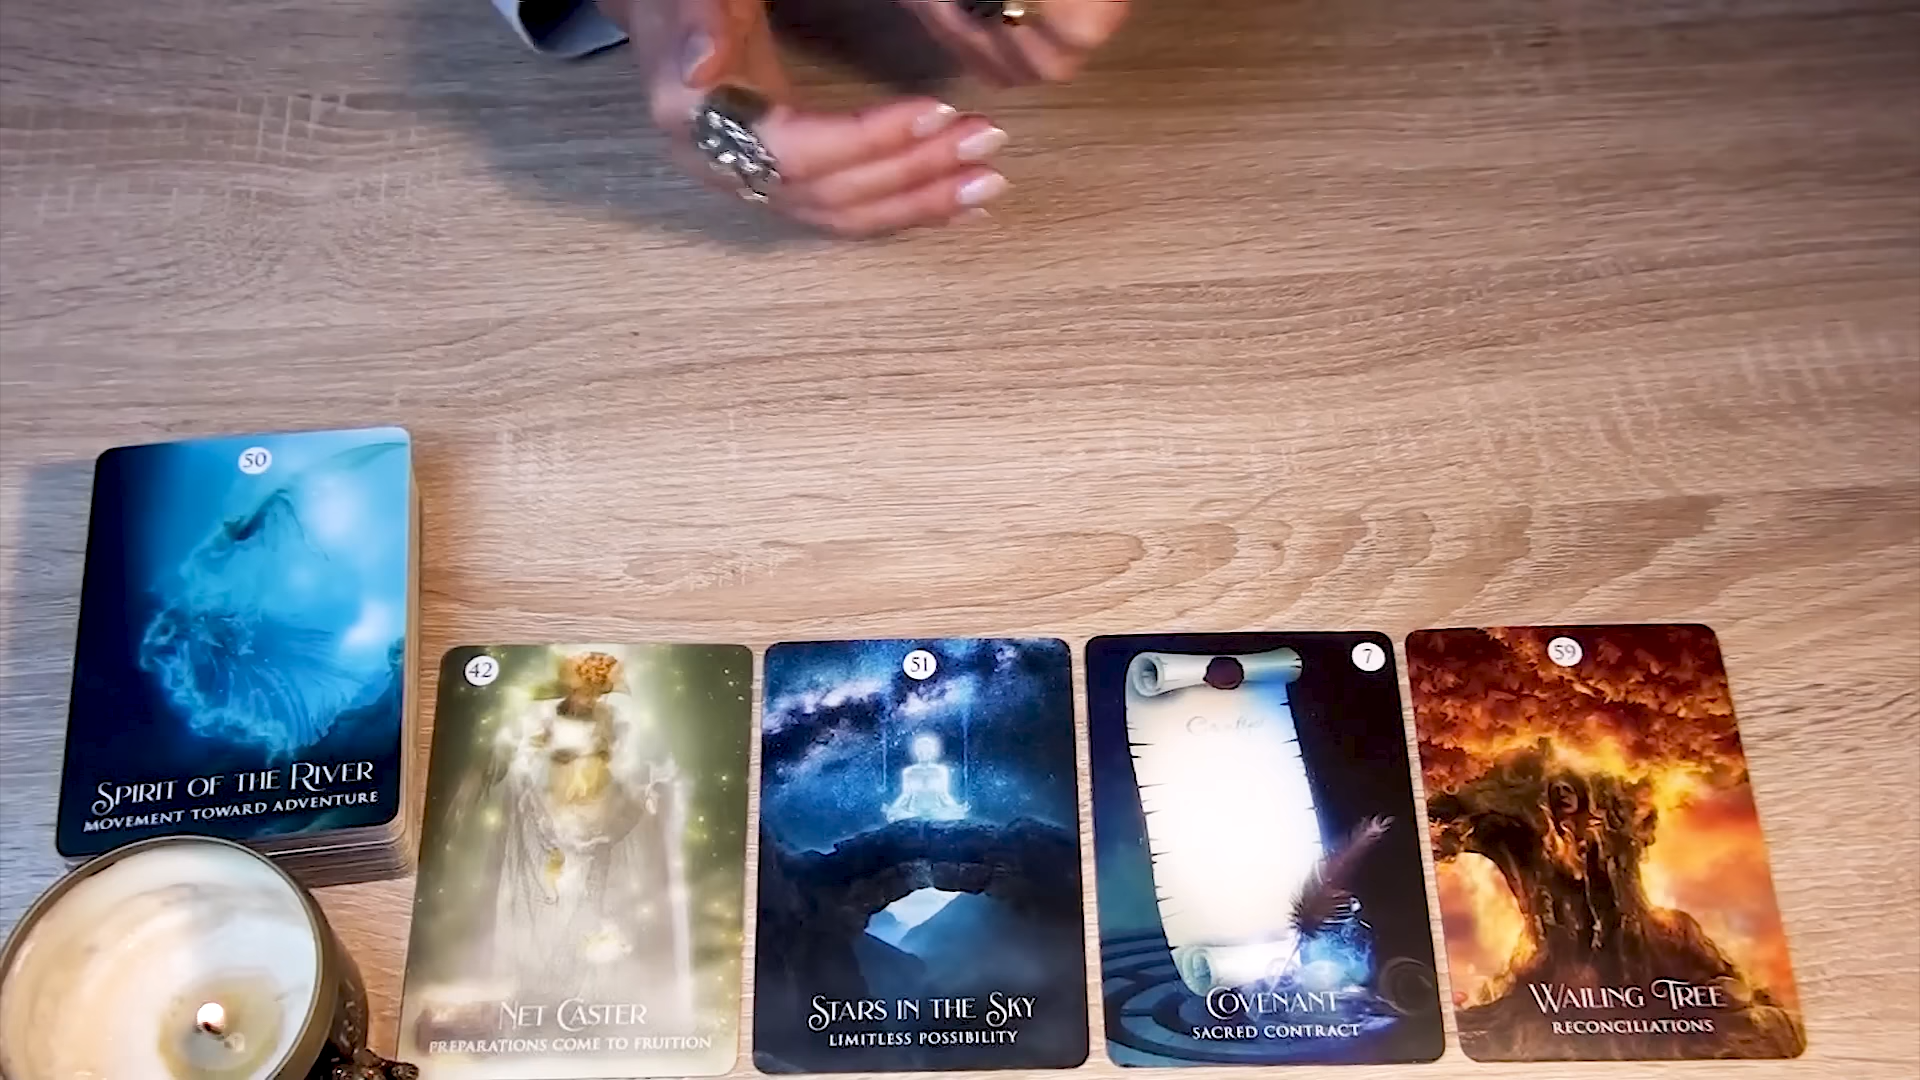 50
SPIRIT OF THE RIVER
MOVEMENT TOWARD ADVENTURE
42
NET CASTER
PREPARATIONS COME TO FRUITION
51
STARS IN THE SKY
LIMITLESS POSSIBILITY
7
COVENANT
SACRED CONTRACT
59
WAILING TREE
RECONCILIATIONS